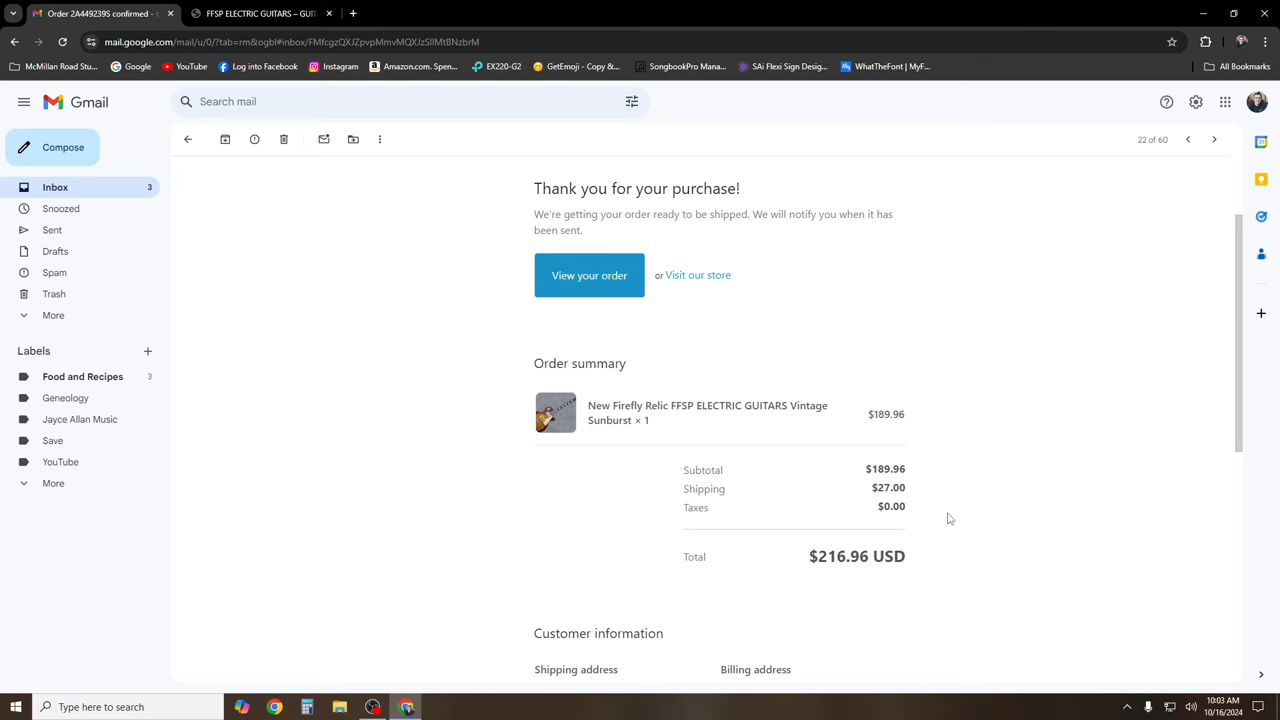 Order 2A449239S confirmed -
FFSP ELECTRIC GUITARS – GUI
mail.google.com/mail/u/0/?tab=rm&ogbl#inbox/FMfcgzQXJZpvpMmvMQXJzSllMtBNzbrM
McMillan Road Stu...
Google
YouTube
Log into Facebook
Instagram
Amazon.com. Spen...
EX220-G2
GetEmoji - Copy &...
SongbookPro Mana...
SAi Flexi Sign Desig...
WhatTheFont | MyF...
All Bookmarks
Gmail
Search mail
Compose
22 of 60
Inbox 3
Snoozed
Sent
Drafts
Spam
Trash
More
Labels
Food and Recipes 3
Geneology
Jayce Allan Music
Save
YouTube
More
Thank you for your purchase!
We're getting your order ready to be shipped. We will notify you when it has
been sent.
View your order or Visit our store
Order summary
New Firefly Relic FFSP ELECTRIC GUITARS Vintage
Sunburst × 1
$189.96
Subtotal $189.96
Shipping $27.00
Taxes $0.00
Total $216.96 USD
Customer information
Shipping address Billing address
Type here to search
10:03 AM
10/16/2024